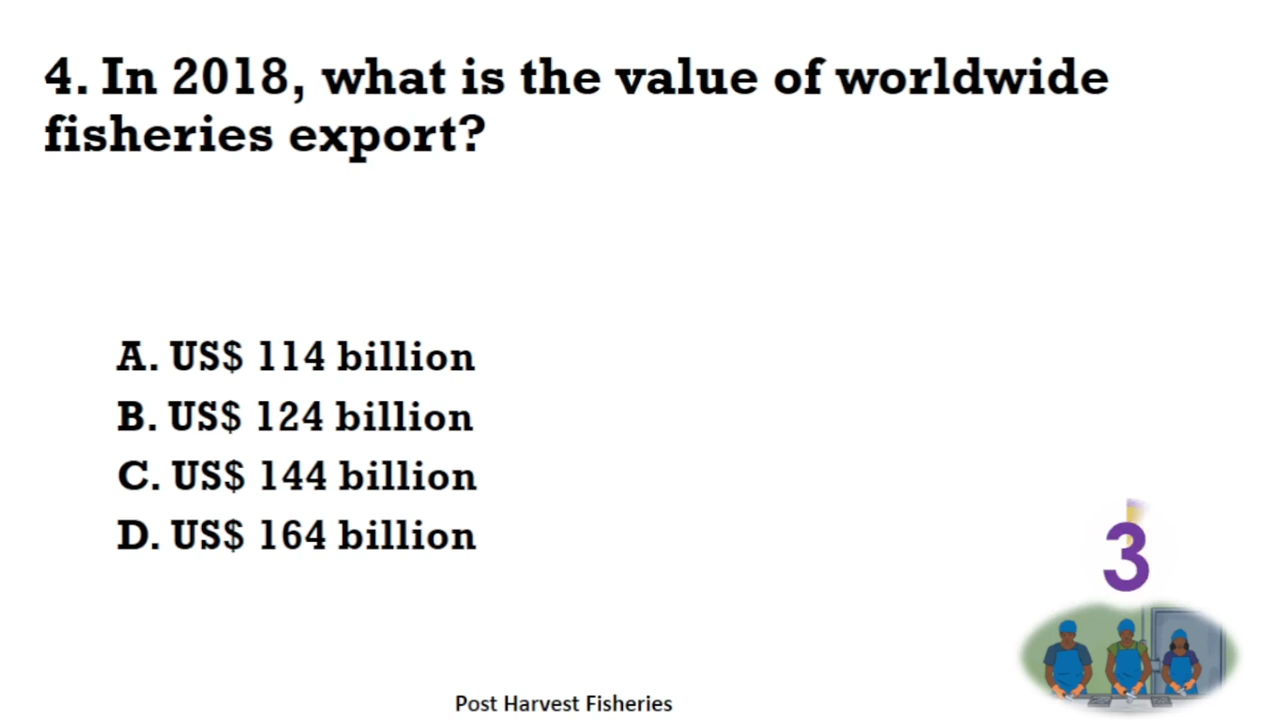 4. In 2018, what is the value of worldwide
fisheries export?
A. US$ 114 billion
B. US$ 124 billion
C. US$ 144 billion
D. US$ 164 billion
3
Post Harvest Fisheries